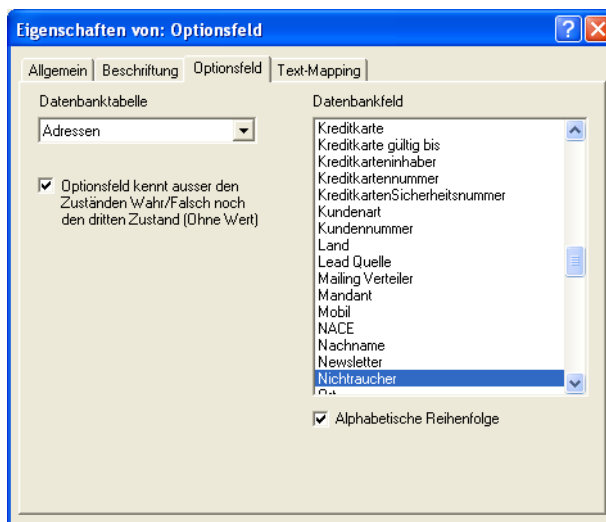 Eigenschaften von: Optionsfeld
Allgemein
Beschriftung
Optionsfeld
Text-Mapping
Datenbanktabelle
Adressen
Optionsfeld kennt ausser den
Zuständen Wahr/Falsch noch
den dritten Zustand (Ohne Wert)
Datenbankfeld
Kreditkarte
Kreditkarte gültig bis
Kreditkarteninhaber
Kreditkartennummer
KreditkartenSicherheitsnummer
Kundenart
Kundennummer
Land
Lead Quelle
Mailing Verteiler
Mandant
Mobil
NACE
Nachname
Newsletter
Nichtraucher
Alphabetische Reihenfolge